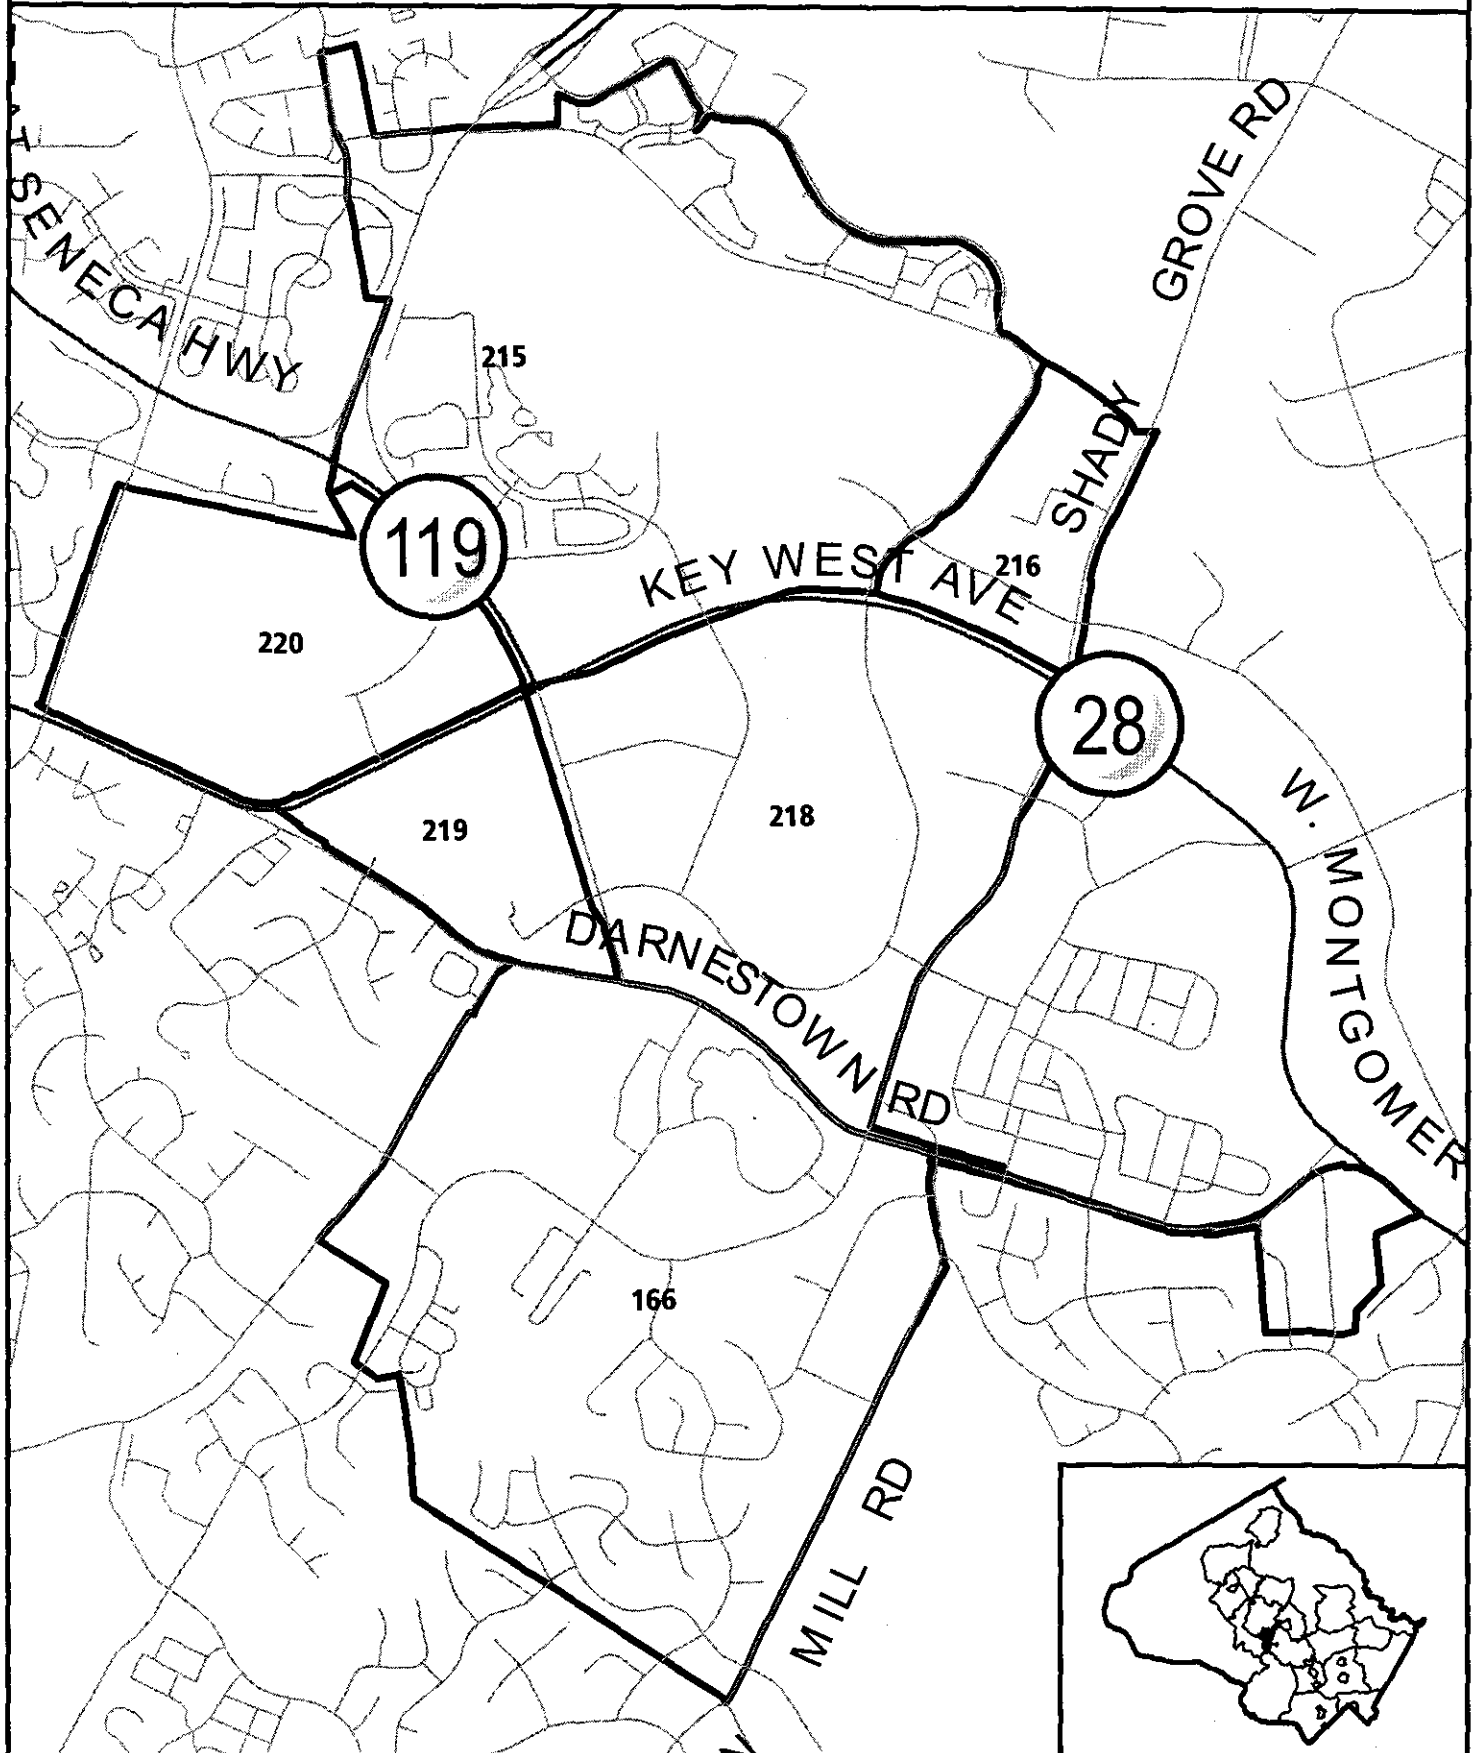 GROVE RD
AT SENECA HWY
215
SHADY
119
KEY WEST AVE
216
220
28
W. MONTGOMER
219
218
DARNESTOWN RD
166
MILL RD